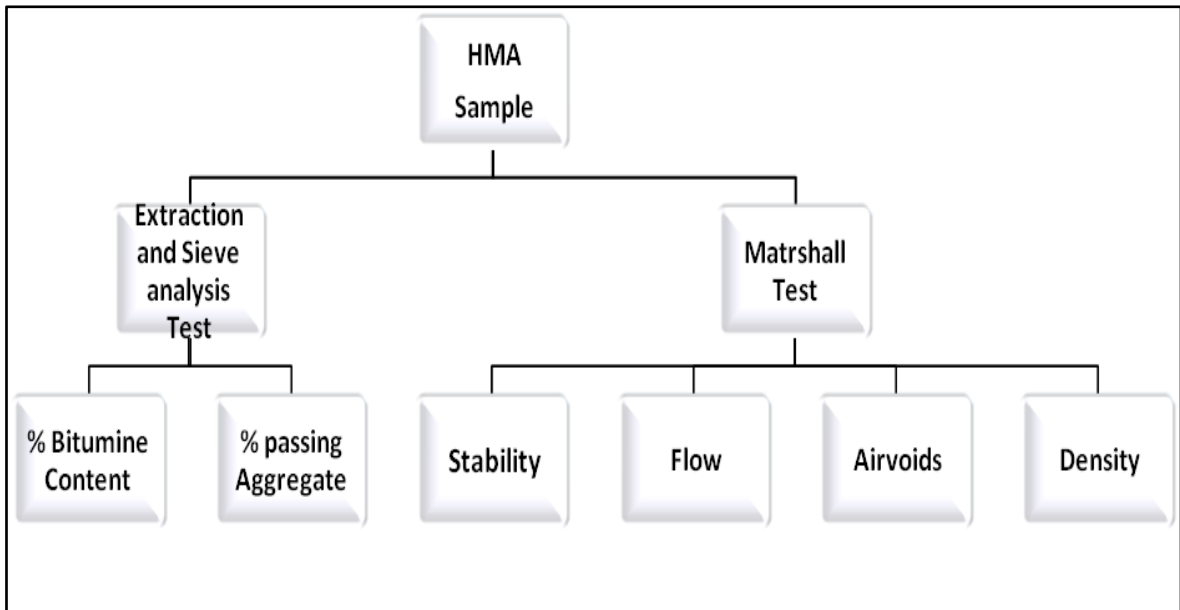 HMA
Sample
Extraction
and Sieve
analysis
Test
Matrshall
Test
% Bitumine
Content
% passing
Aggregate
Stability
Flow
Airvoids
Density